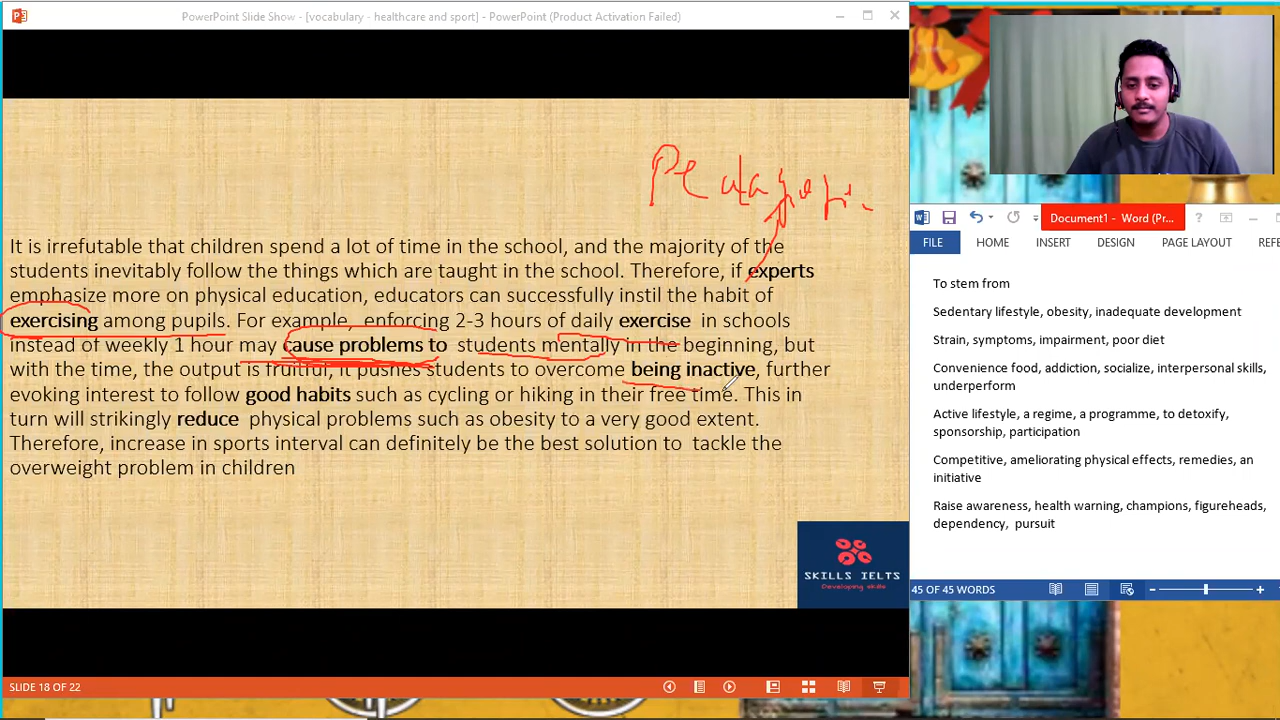 PowerPoint Slide Show - [vocabulary - healthcare and sport] - PowerPoint (Product Activation Failed)
It is irrefutable that children spend a lot of time in the school, and the majority of the
students inevitably follow the things which are taught in the school. Therefore, if experts
emphasize more on physical education, educators can successfully instil the habit of
exercising among pupils. For example, enforcing 2-3 hours of daily exercise in schools
instead of weekly 1 hour may cause problems to students mentally in the beginning, but
with the time, the output is fruitful, it pushes students to overcome being inactive, further
evoking interest to follow good habits such as cycling or hiking in their free time. This in
turn will strikingly reduce physical problems such as obesity to a very good extent.
Therefore, increase in sports interval can definitely be the best solution to tackle the
overweight problem in children
SKILLS IELTS
Developing skills
SLIDE 18 OF 22
Document1 - Word (Pr...
FILE HOME INSERT DESIGN PAGE LAYOUT REFE
To stem from
Sedentary lifestyle, obesity, inadequate development
Strain, symptoms, impairment, poor diet
Convenience food, addiction, socialize, interpersonal skills,
underperform
Active lifestyle, a regime, a programme, to detoxify,
sponsorship, participation
Competitive, ameliorating physical effects, remedies, an
initiative
Raise awareness, health warning, champions, figureheads,
dependency, pursuit
45 OF 45 WORDS